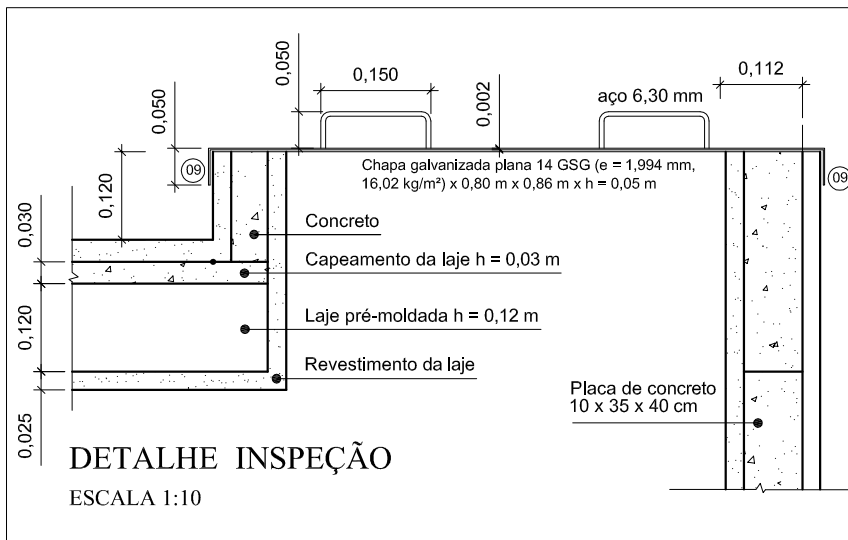 0,050
0,150
0,002
aço 6,30 mm
0,112
0,050
09
09
0,120
Chapa galvanizada plana 14 GSG (e = 1,994 mm,
16,02 kg/m²) x 0,80 m x 0,86 m x h = 0,05 m
0,030
Concreto
Capeamento da laje h = 0,03 m
0,120
Laje pré-moldada h = 0,12 m
Revestimento da laje
Placa de concreto
10 x 35 x 40 cm
0,025
DETALHE INSPEÇÃO
ESCALA 1:10